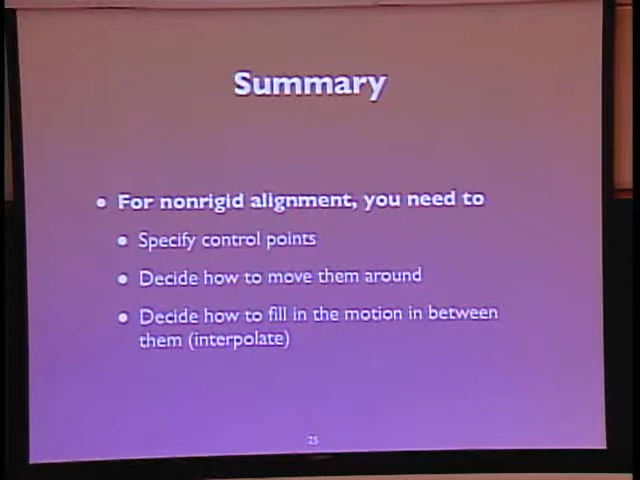 Summary
• For nonrigid alignment, you need to
• Specify control points
• Decide how to move them around
• Decide how to fill in the motion in between
them (interpolate)
25